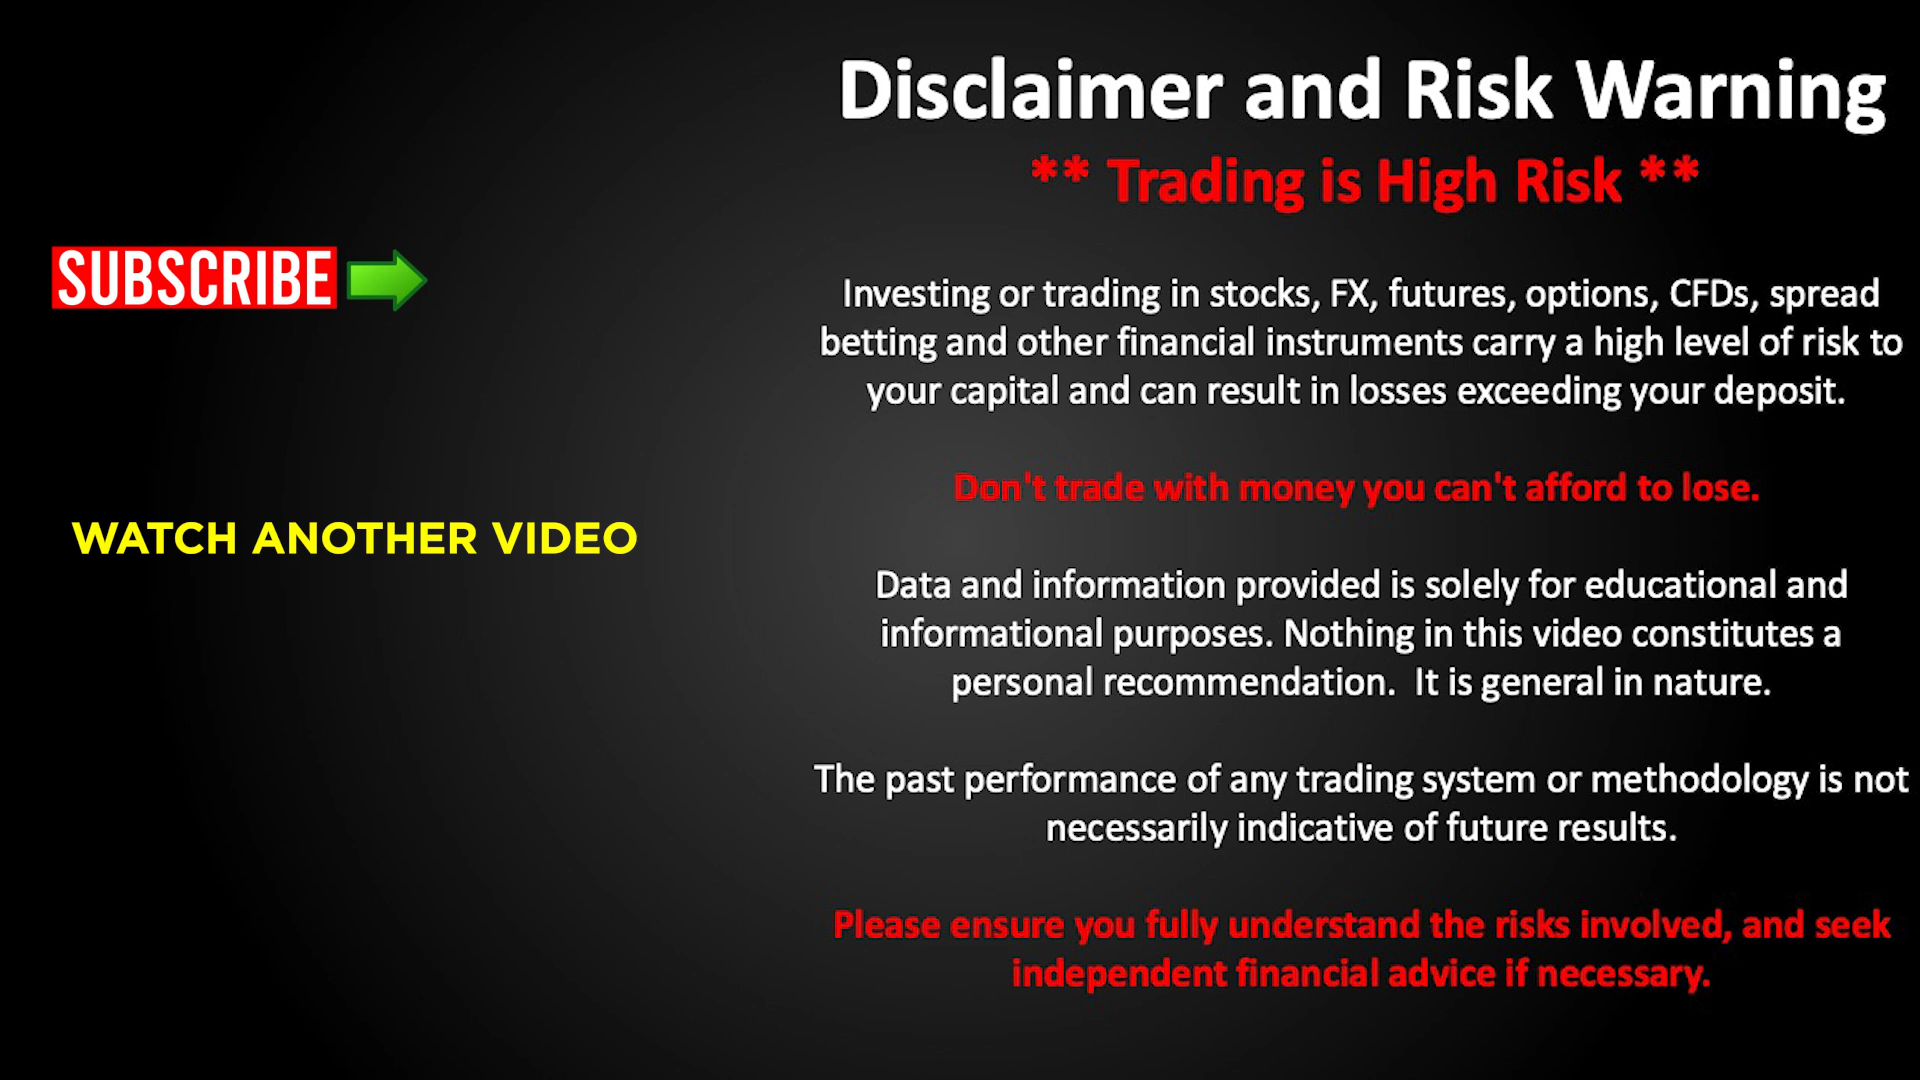 Disclaimer and Risk Warning
** Trading is High Risk **
SUBSCRIBE
Investing or trading in stocks, FX, futures, options, CFDs, spread
betting and other financial instruments carry a high level of risk to
your capital and can result in losses exceeding your deposit.
Don't trade with money you can't afford to lose.
WATCH ANOTHER VIDEO
Data and information provided is solely for educational and
informational purposes. Nothing in this video constitutes a
personal recommendation.  It is general in nature.
The past performance of any trading system or methodology is not
necessarily indicative of future results.
Please ensure you fully understand the risks involved, and seek
independent financial advice if necessary.